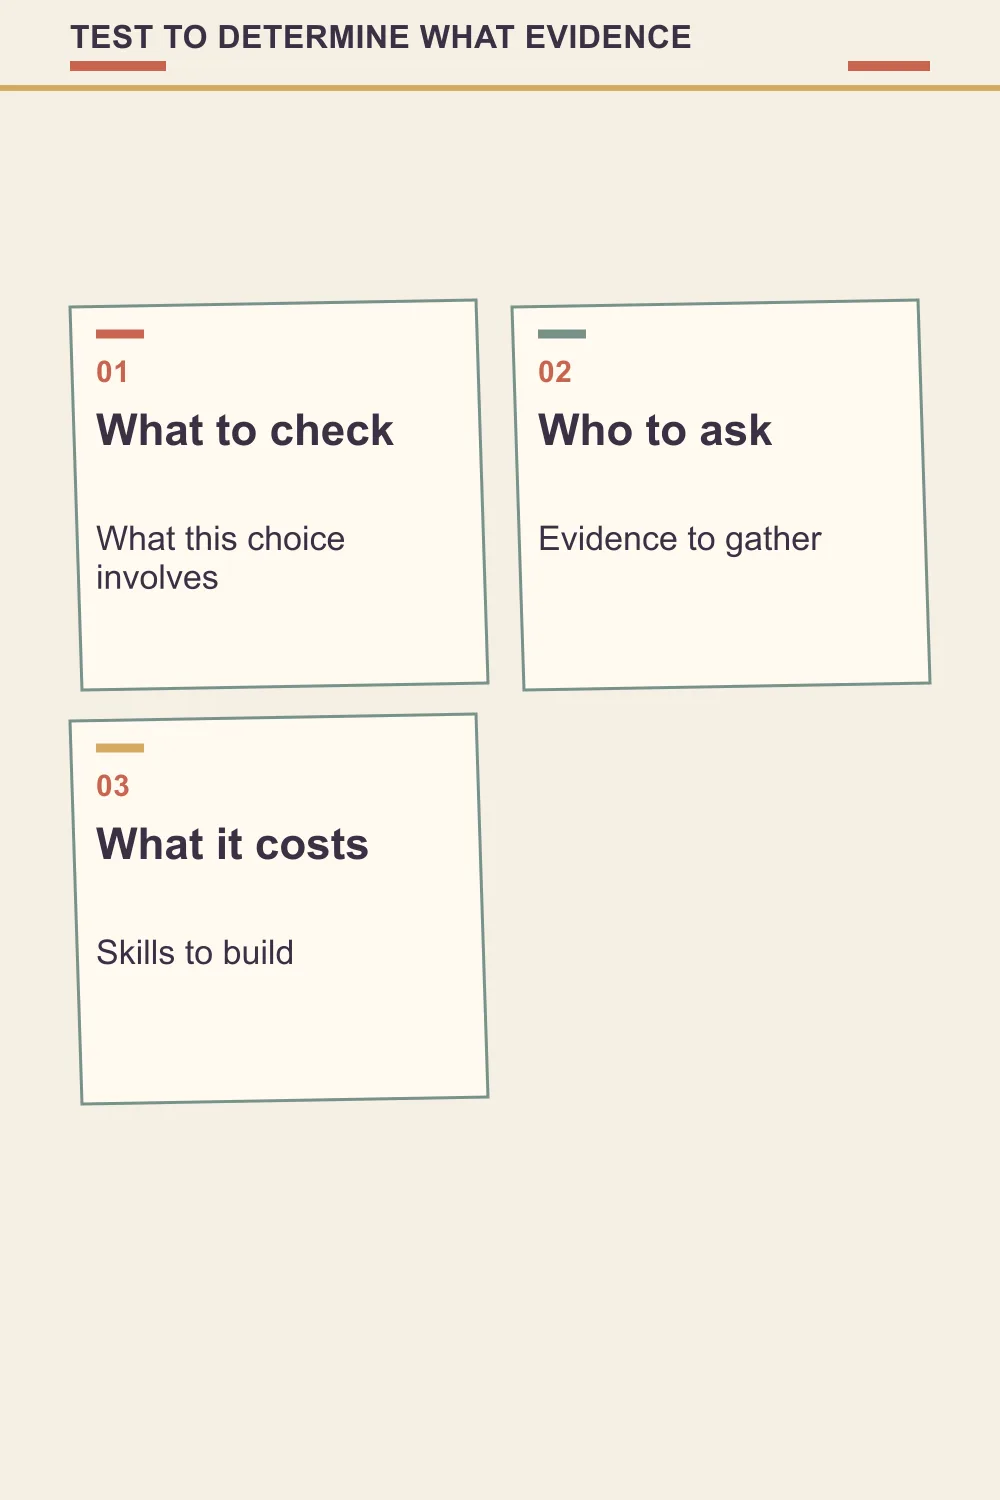 TEST TO DETERMINE WHAT EVIDENCE
01
What to check
What this choice
involves
02
Who to ask
Evidence to gather
03
What it costs
Skills to build